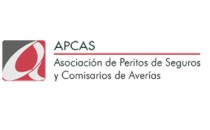 APCAS
Asociación de Peritos de Seguros
y Comisarios de Averías